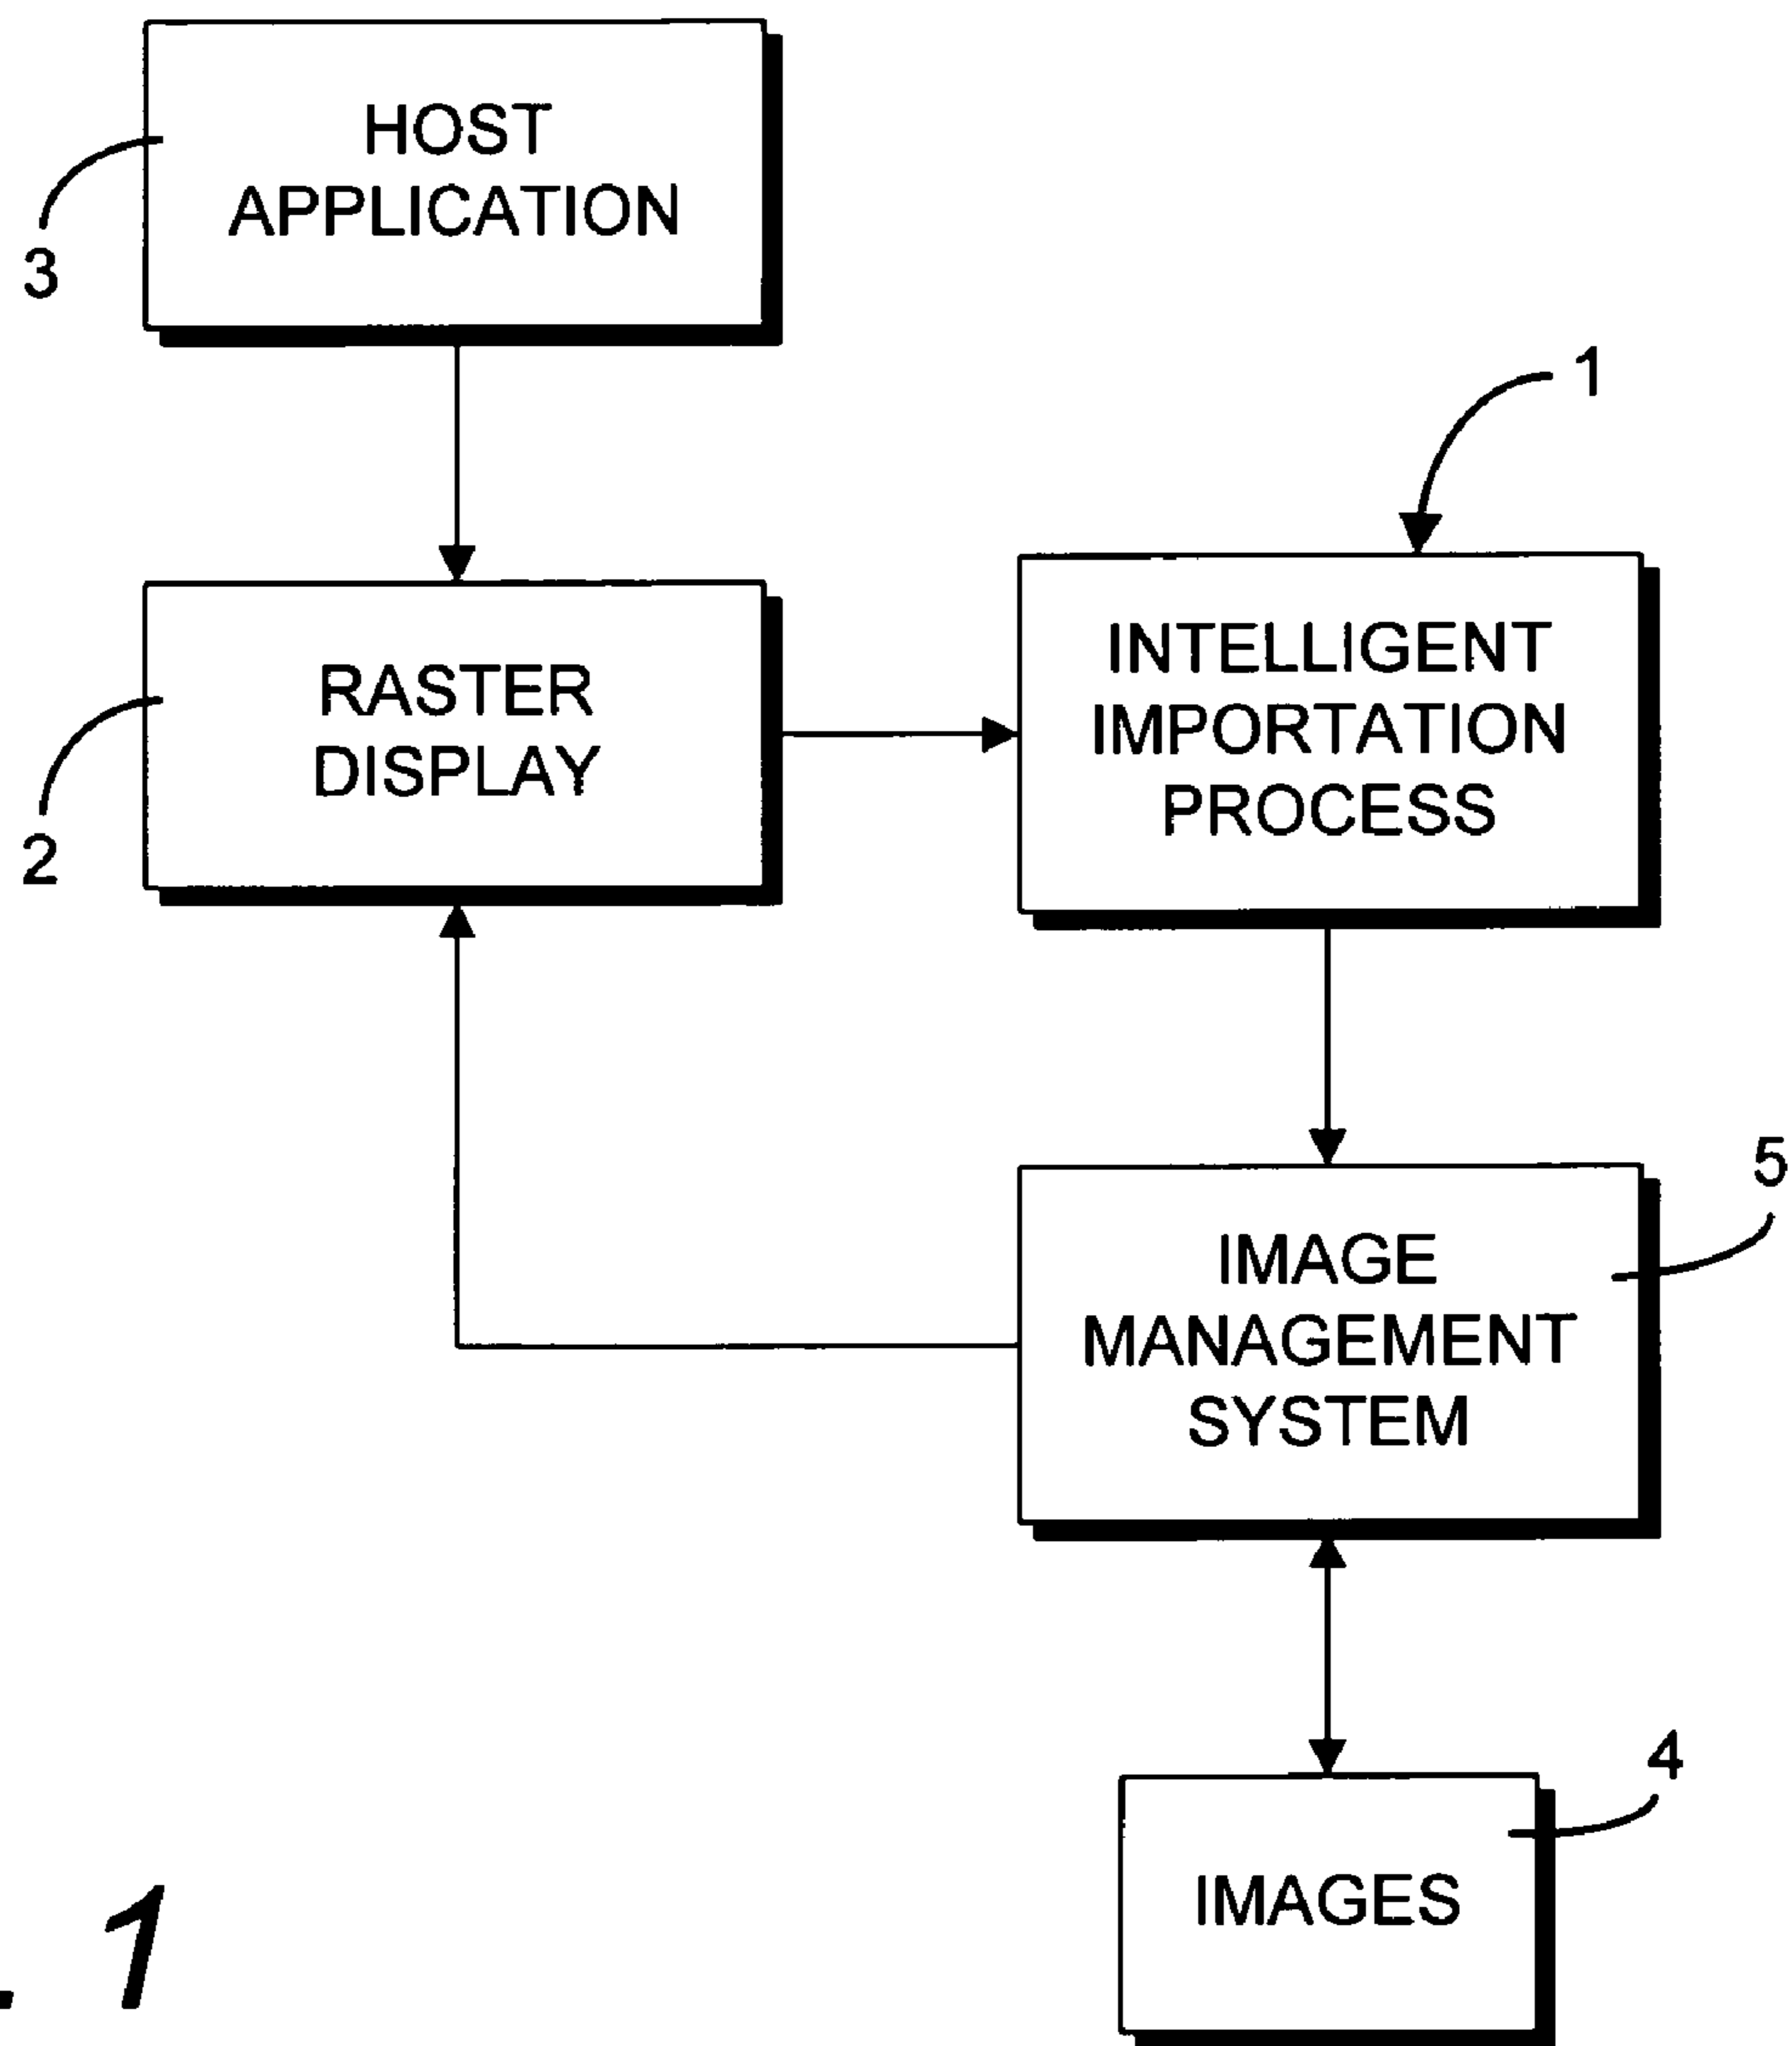 HOST
APPLICATION
3
1
RASTER
DISPLAY
2
INTELLIGENT
IMPORTATION
PROCESS
5
IMAGE
MANAGEMENT
SYSTEM
4
IMAGES
. 1